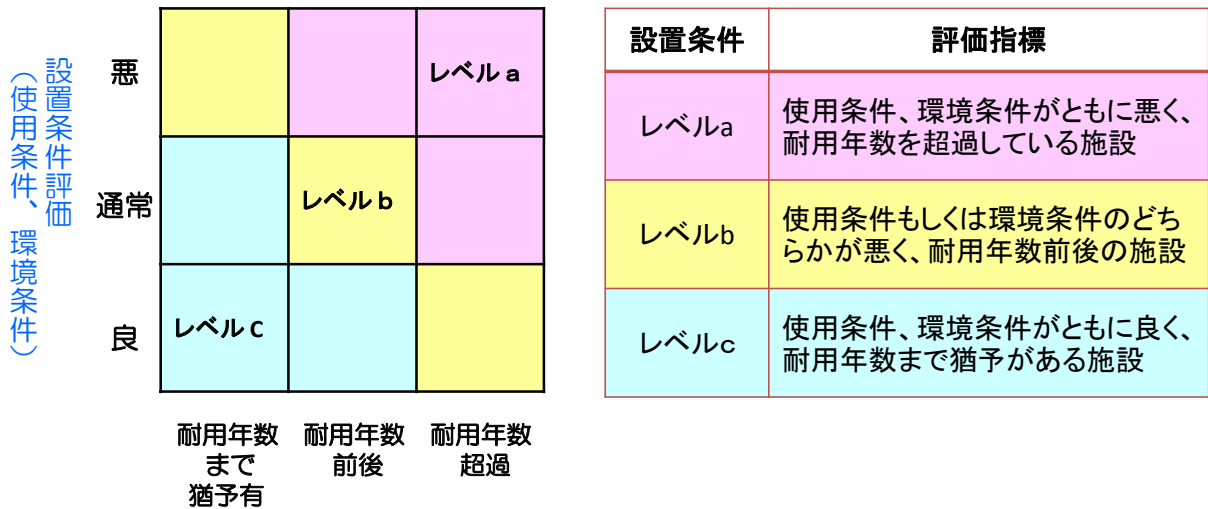 設置条件評価
（使用条件、環境条件）
悪
通常
良
レベルａ
レベルｂ
レベルC
耐用年数
まで
猶予有
耐用年数
前後
耐用年数
超過
設置条件
評価指標
レベルa
使用条件、環境条件がともに悪く、
耐用年数を超過している施設
レベルb
使用条件もしくは環境条件のどち
らかが悪く、耐用年数前後の施設
レベルｃ
使用条件、環境条件がともに良く、
耐用年数まで猶予がある施設